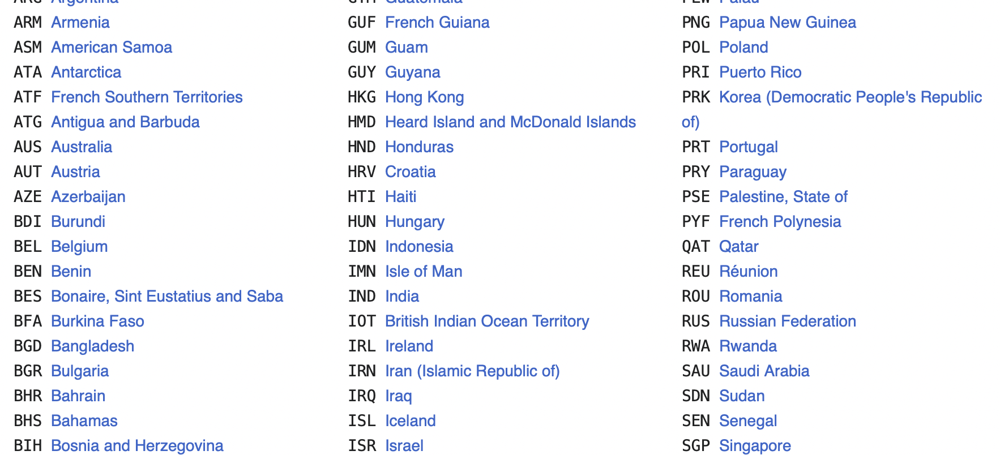 ARG Argentina
ARM Armenia
ASM American Samoa
ATA Antarctica
ATF French Southern Territories
ATG Antigua and Barbuda
AUS Australia
AUT Austria
AZE Azerbaijan
BDI Burundi
BEL Belgium
BEN Benin
BES Bonaire, Sint Eustatius and Saba
BFA Burkina Faso
BGD Bangladesh
BGR Bulgaria
BHR Bahrain
BHS Bahamas
BIH Bosnia and Herzegovina
GTM Guatemala
GUF French Guiana
GUM Guam
GUY Guyana
HKG Hong Kong
HMD Heard Island and McDonald Islands
HND Honduras
HRV Croatia
HTI Haiti
HUN Hungary
IDN Indonesia
IMN Isle of Man
IND India
IOT British Indian Ocean Territory
IRL Ireland
IRN Iran (Islamic Republic of)
IRQ Iraq
ISL Iceland
ISR Israel
PLW Palau
PNG Papua New Guinea
POL Poland
PRI Puerto Rico
PRK Korea (Democratic People's Republic
of)
PRT Portugal
PRY Paraguay
PSE Palestine, State of
PYF French Polynesia
QAT Qatar
REU Réunion
ROU Romania
RUS Russian Federation
RWA Rwanda
SAU Saudi Arabia
SDN Sudan
SEN Senegal
SGP Singapore